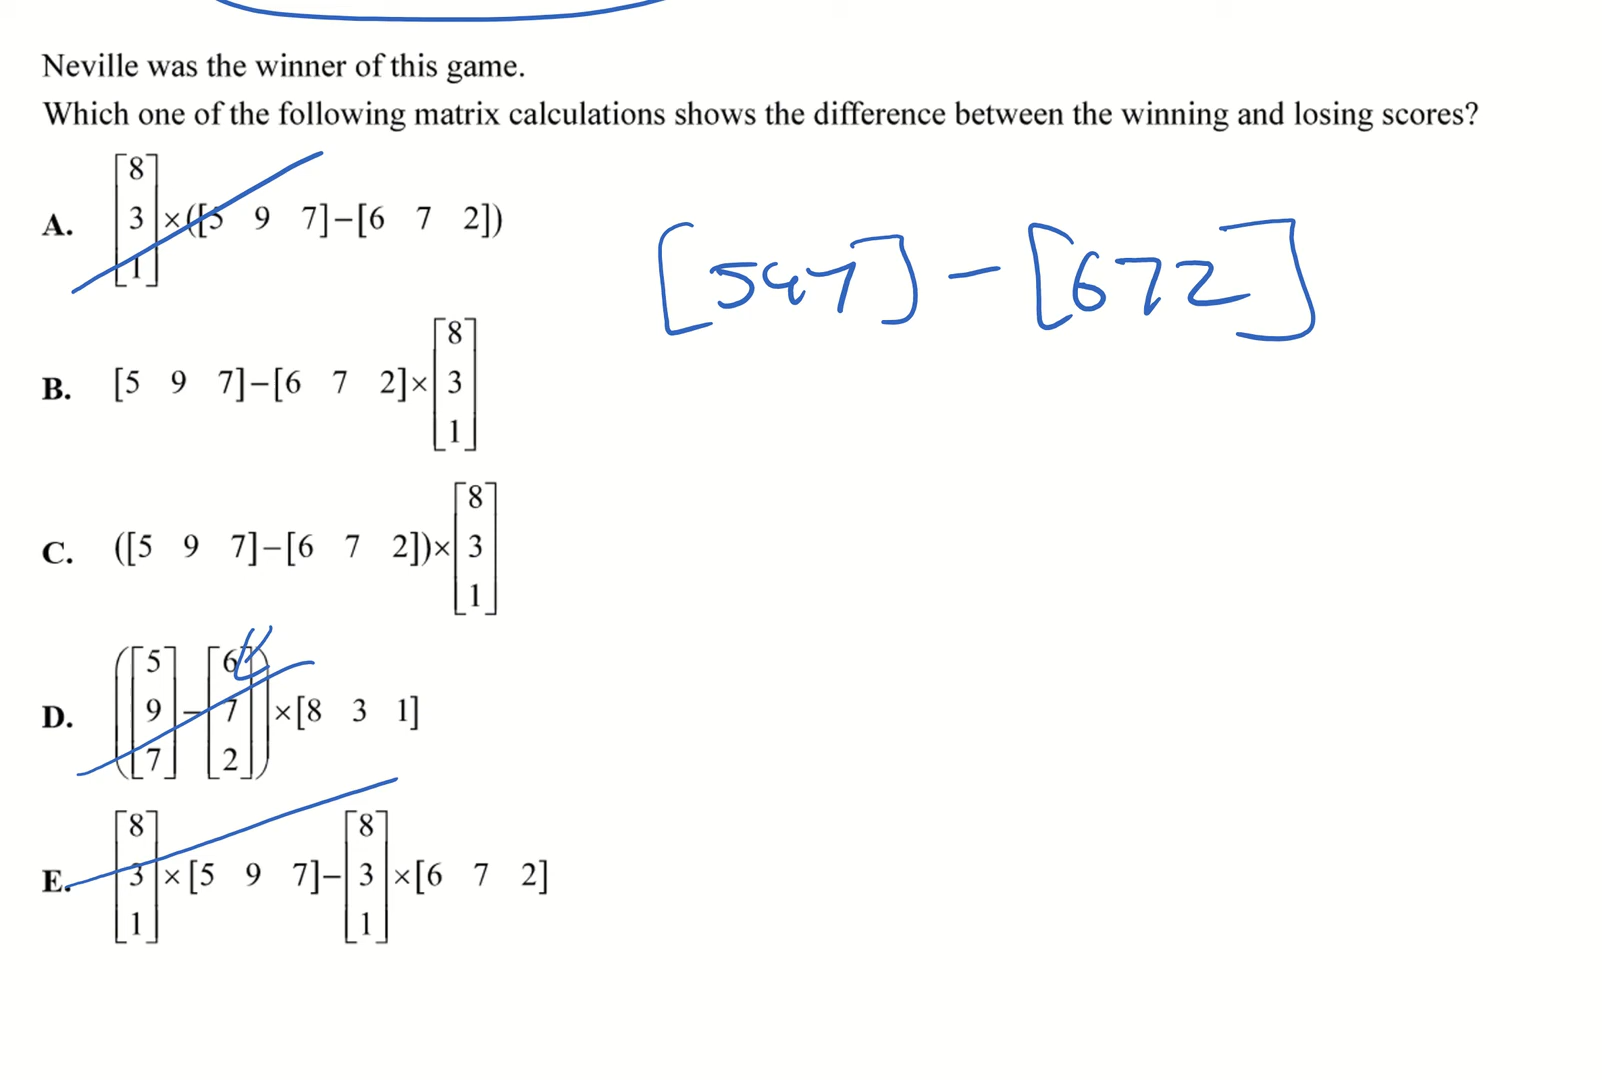 Neville was the winner of this game.
Which one of the following matrix calculations shows the difference between the winning and losing scores?
A. [8 3 1] × ([5 9 7] − [6 7 2])
[597] − [672]
B. [5 9 7] − [6 7 2] × [8 3 1]
C. ([5 9 7] − [6 7 2]) × [8 3 1]
D. ([5 9 7] − [6 7 2]) × [8 3 1]
E. [8 3 1] × [5 9 7] − [8 3 1] × [6 7 2]